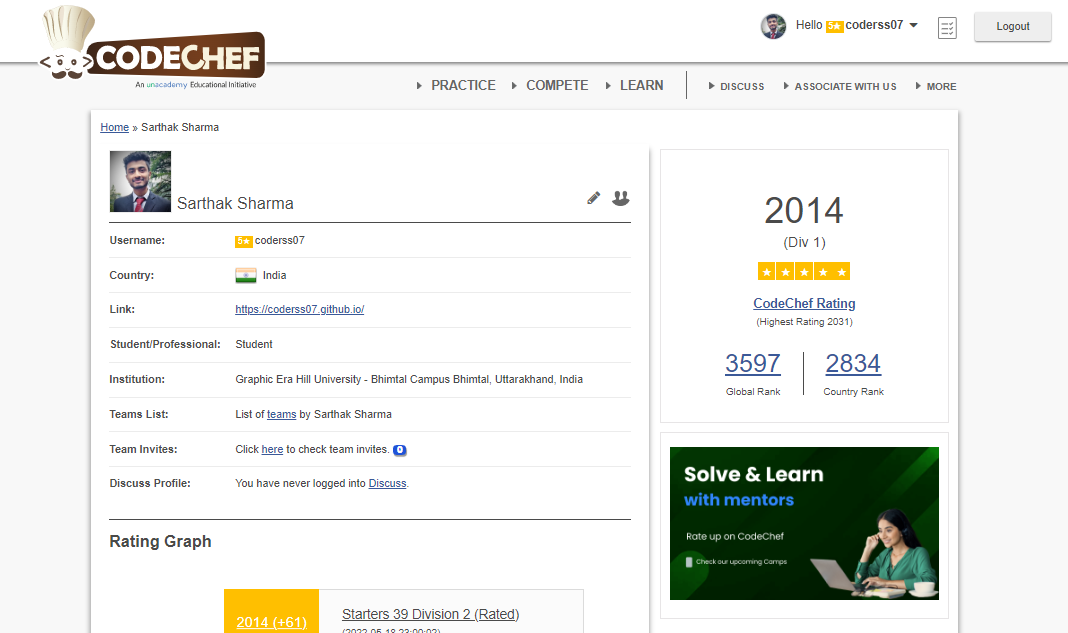 Hello 5★ coderss07
Logout
CODECHEF
An unacademy Educational Initiative
PRACTICE COMPETE LEARN DISCUSS ASSOCIATE WITH US MORE
Home » Sarthak Sharma
Sarthak Sharma
Username: 5★ coderss07
Country: India
Link: https://coderss07.github.io/
Student/Professional: Student
Institution: Graphic Era Hill University - Bhimtal Campus Bhimtal, Uttarakhand, India
Teams List: List of teams by Sarthak Sharma
Team Invites: Click here to check team invites. 0
Discuss Profile: You have never logged into Discuss.
Rating Graph
2014 (+61)
Starters 39 Division 2 (Rated)
(2022-05-18 23:00:02)
2014
(Div 1)
★ ★ ★ ★ ★
CodeChef Rating
(Highest Rating 2031)
3597 2834
Global Rank Country Rank
Solve & Learn
with mentors
Rate up on CodeChef
Check our upcoming Camps